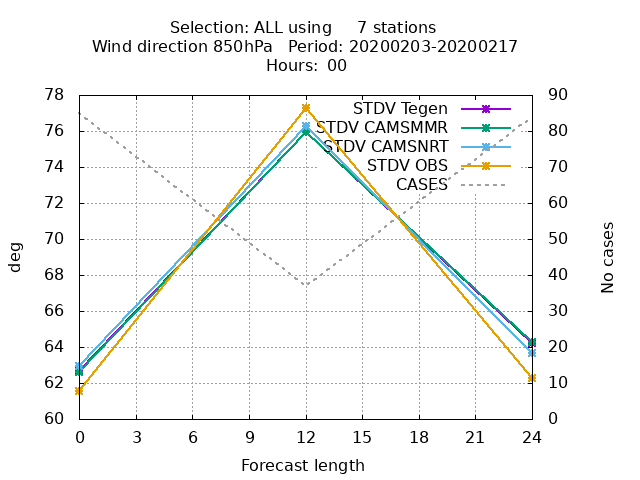 Selection: ALL using 7 stations
Wind direction 850hPa Period: 20200203-20200217
Hours: 00
78 90
STDV Tegen
76 80
STDV CAMSMMR
STDV CAMSNRT
74 70
STDV OBS
CASES
72 60
70 50
68 40
66 30
64 20
62 10
60 0
deg
No cases
0 3 6 9 12 15 18 21 24
Forecast length